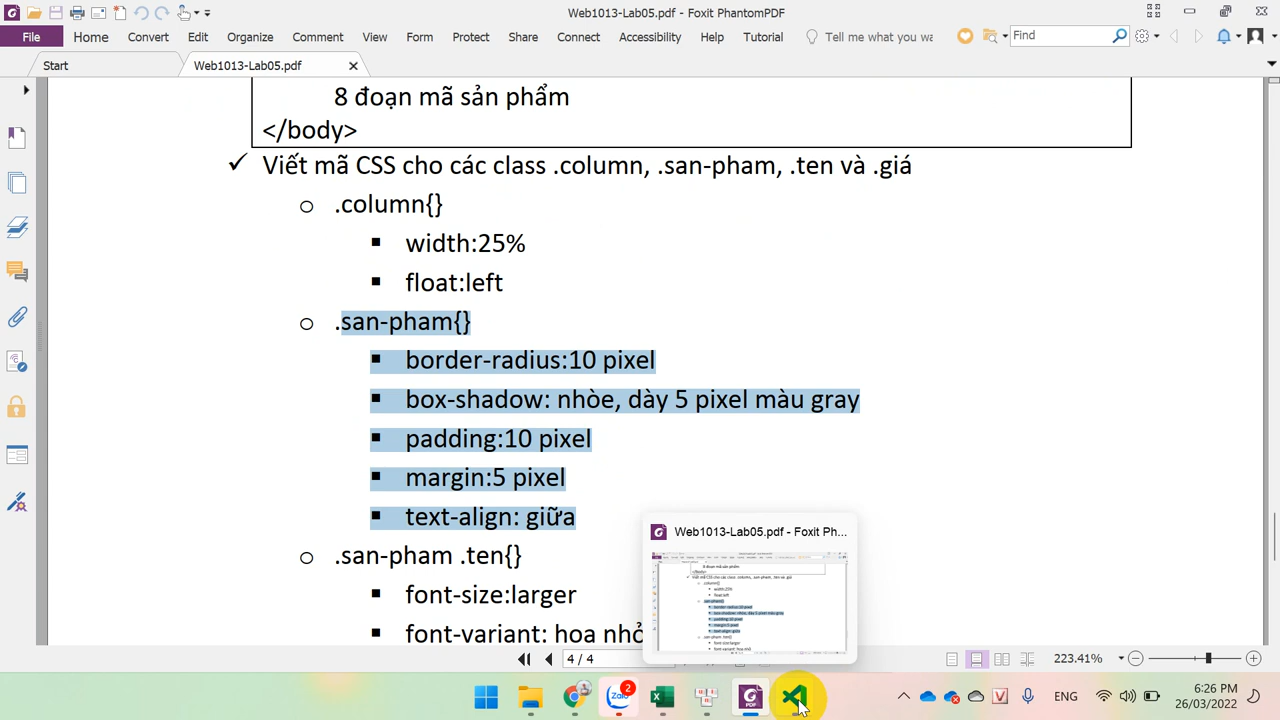 Web1013-Lab05.pdf - Foxit PhantomPDF
File Home Convert Edit Organize Comment View Form Protect Share Connect Accessibility Help Tutorial Tell me what you wa Find
Start Web1013-Lab05.pdf
8 đoạn mã sản phẩm
</body>
✓ Viết mã CSS cho các class .column, .san-pham, .ten và .giá
o .column{}
▪ width:25%
▪ float:left
o .san-pham{}
▪ border-radius:10 pixel
▪ box-shadow: nhòe, dày 5 pixel màu gray
▪ padding:10 pixel
▪ margin:5 pixel
▪ text-align: giữa
o .san-pham .ten{}
▪ font-size:larger
▪ font-variant: hoa nhỏ
Web1013-Lab05.pdf - Foxit Ph...
4 / 4 223.41%
Zalo 2 PDF ENG 6:26 PM
26/03/2022